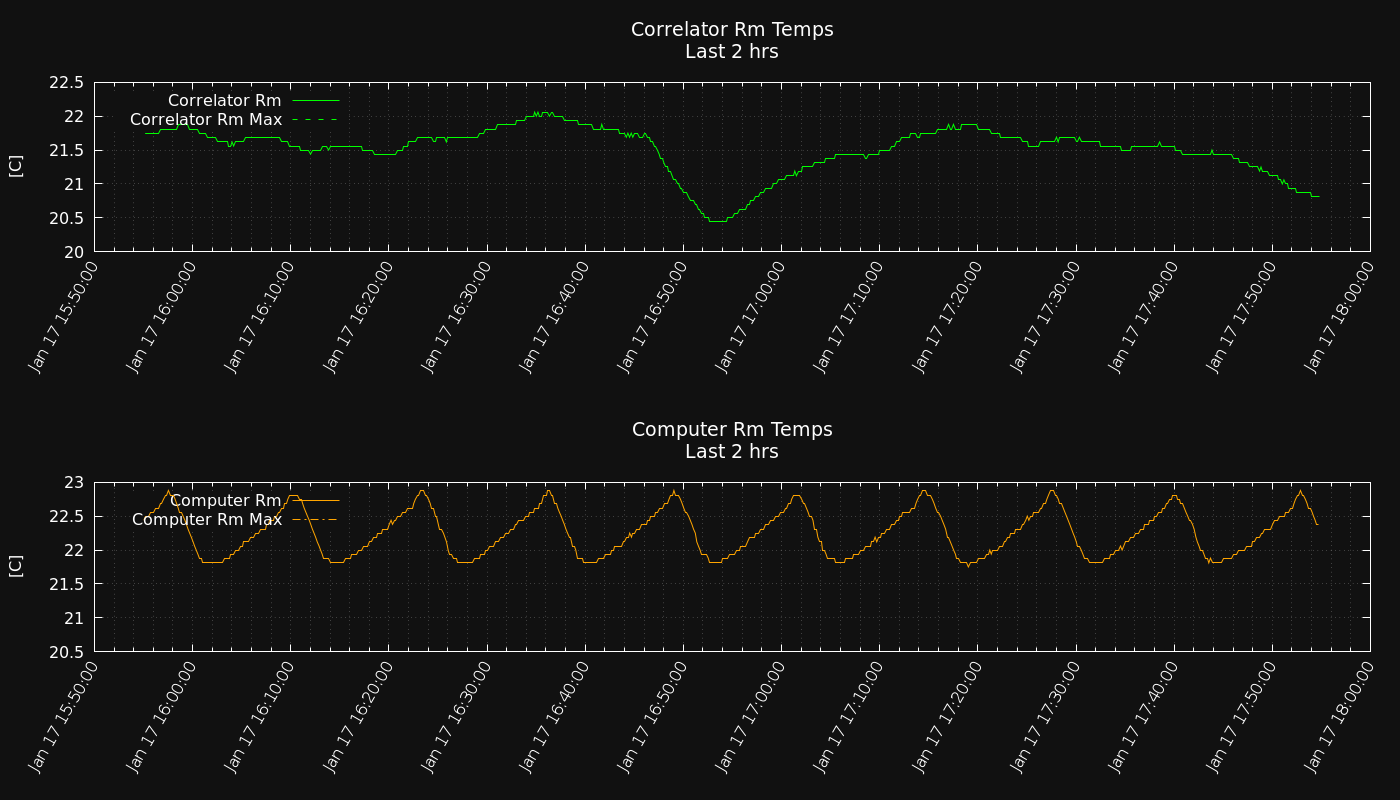 Correlator Rm Temps
Last 2 hrs
22.5
22
21.5
21
20.5
20
[C]
Correlator Rm
Correlator Rm Max
Jan 17 15:50:00
Jan 17 16:00:00
Jan 17 16:10:00
Jan 17 16:20:00
Jan 17 16:30:00
Jan 17 16:40:00
Jan 17 16:50:00
Jan 17 17:00:00
Jan 17 17:10:00
Jan 17 17:20:00
Jan 17 17:30:00
Jan 17 17:40:00
Jan 17 17:50:00
Jan 17 18:00:00
Computer Rm Temps
Last 2 hrs
23
22.5
22
21.5
21
20.5
[C]
Computer Rm
Computer Rm Max
Jan 17 15:50:00
Jan 17 16:00:00
Jan 17 16:10:00
Jan 17 16:20:00
Jan 17 16:30:00
Jan 17 16:40:00
Jan 17 16:50:00
Jan 17 17:00:00
Jan 17 17:10:00
Jan 17 17:20:00
Jan 17 17:30:00
Jan 17 17:40:00
Jan 17 17:50:00
Jan 17 18:00:00